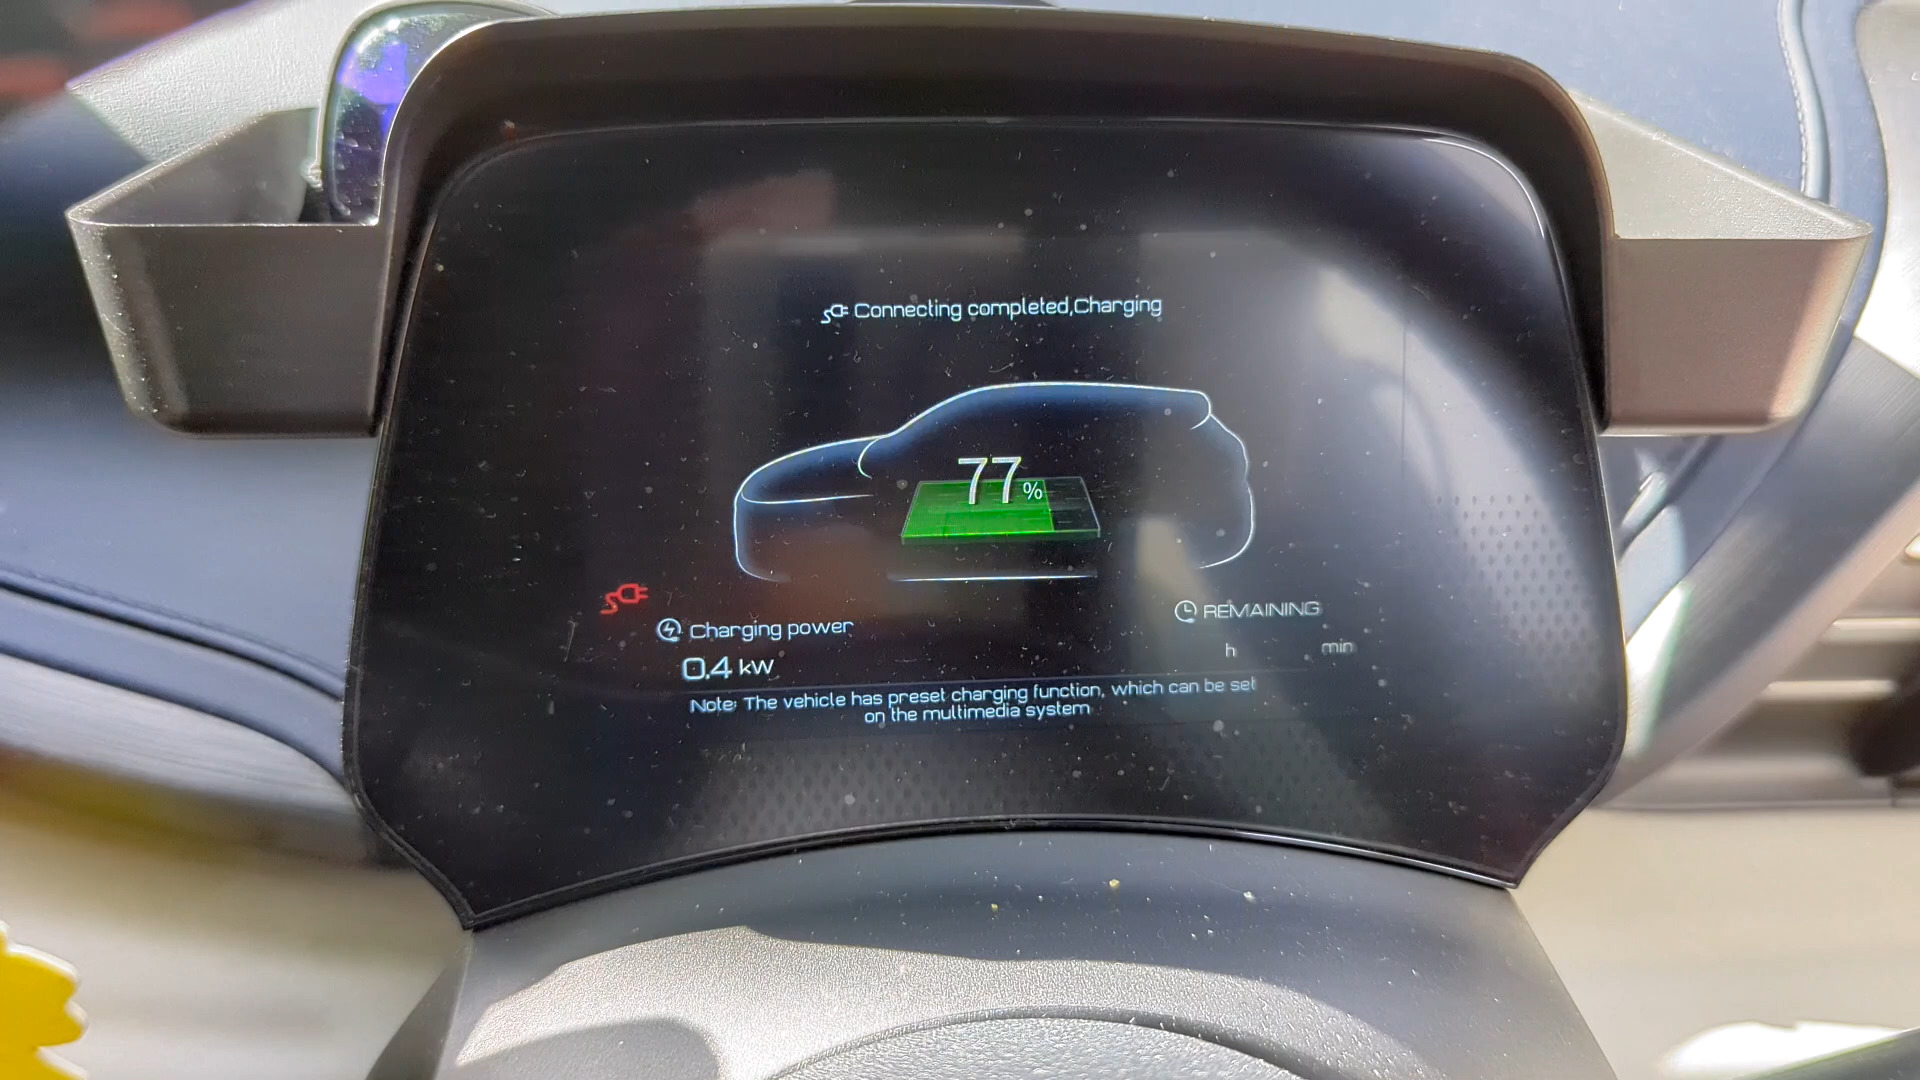 Connecting completed,Charging
77%
Charging power
0.4 kW
REMAINING
h min
Note: The vehicle has preset charging function, which can be set
on the multimedia system